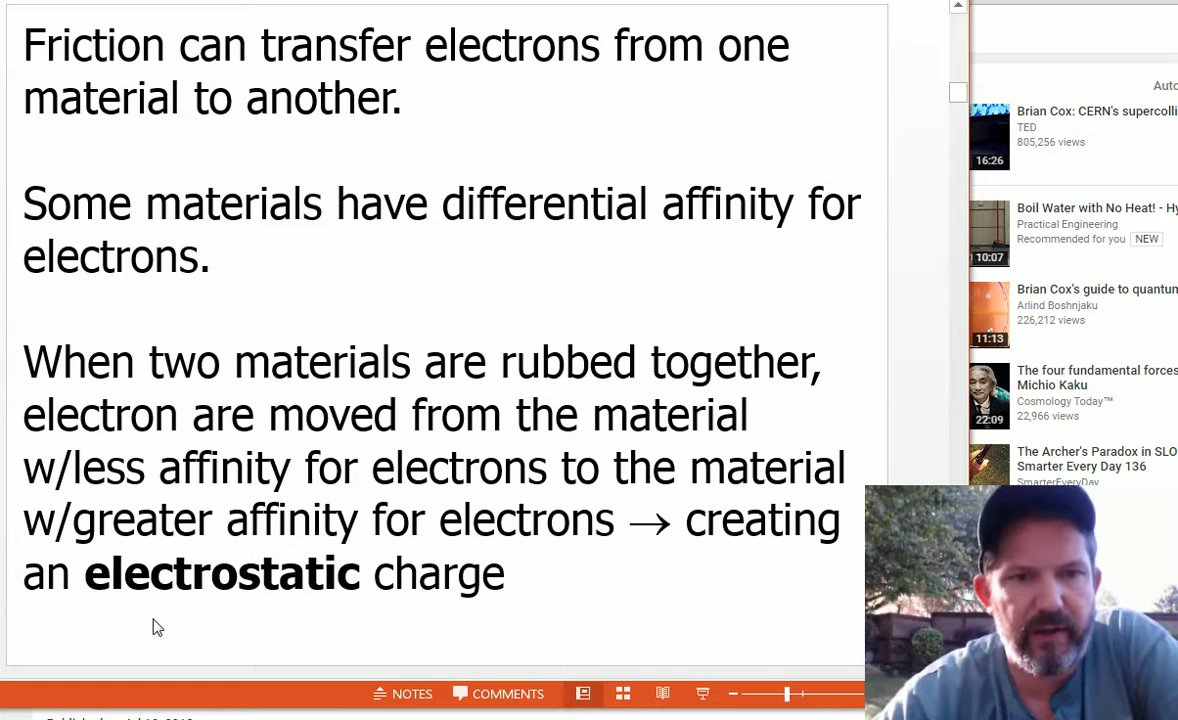 Friction can transfer electrons from one
material to another.
Some materials have differential affinity for
electrons.
When two materials are rubbed together,
electron are moved from the material
w/less affinity for electrons to the material
w/greater affinity for electrons → creating
an electrostatic charge
NOTES
COMMENTS
Auto
Brian Cox: CERN's supercolli
TED
805,256 views
16:26
Boil Water with No Heat! - Hy
Practical Engineering
Recommended for you NEW
10:07
Brian Cox's guide to quantun
Arlind Boshnjaku
226,212 views
11:13
The four fundamental forces
Michio Kaku
Cosmology Today™
22,966 views
22:09
The Archer's Paradox in SLO
Smarter Every Day 136
SmarterEveryDay